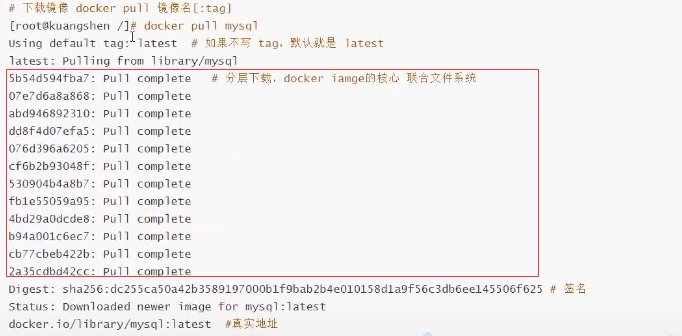 # 下载镜像 docker pull 镜像名[:tag]
[root@kuangshen /]# docker pull mysql
Using default tag: latest # 如果不写 tag，默认就是 latest
latest: Pulling from library/mysql
5b54d594fba7: Pull complete # 分层下载，docker iamge的核心 联合文件系统
07e7d6a8a868: Pull complete
abd946892310: Pull complete
dd8f4d07efa5: Pull complete
076d396a6205: Pull complete
cf6b2b93048f: Pull complete
530904b4a8b7: Pull complete
fb1e55059a95: Pull complete
4bd29a0dcde8: Pull complete
b94a001c6ec7: Pull complete
cb77cbeb422b: Pull complete
2a35cdbd42cc: Pull complete
Digest: sha256:dc255ca50a42b3589197000b1f9bab2b4e010158d1a9f56c3db6ee145506f625 # 签名
Status: Downloaded newer image for mysql:latest
docker.io/library/mysql:latest #真实地址